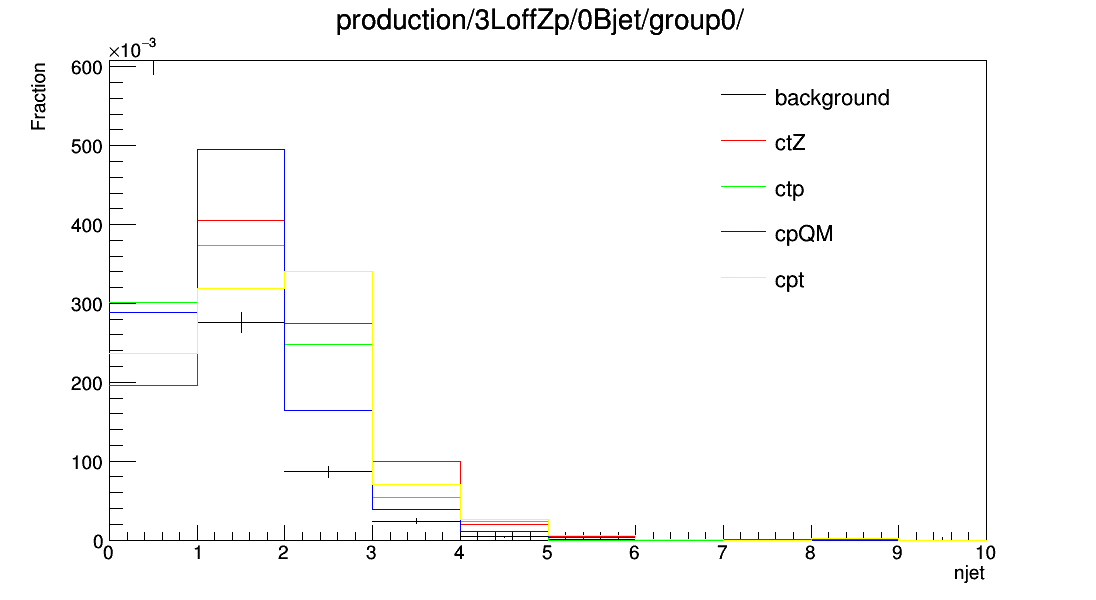 production/3LoffZp/0Bjet/group0/
×10⁻³
Fraction
600
500
400
300
200
100
0
background
ctZ
ctp
cpQM
cpt
0 1 2 3 4 5 6 7 8 9 10
njet